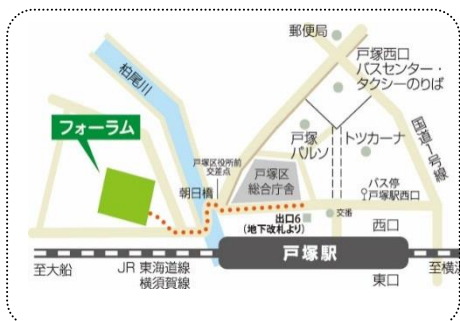 郵便局
戸塚西口
バスセンター・
タクシーのりば
柏尾川
フォーラム
戸塚区役所前
交差点
朝日橋
戸塚区
総合庁舎
戸塚
パルソ
トツカーナ
国道1号線
バス停
戸塚駅西口
出口6
(地下改札より)
交番
西口
戸塚駅
至大船
JR 東海道線
横須賀線
東口
至横浜